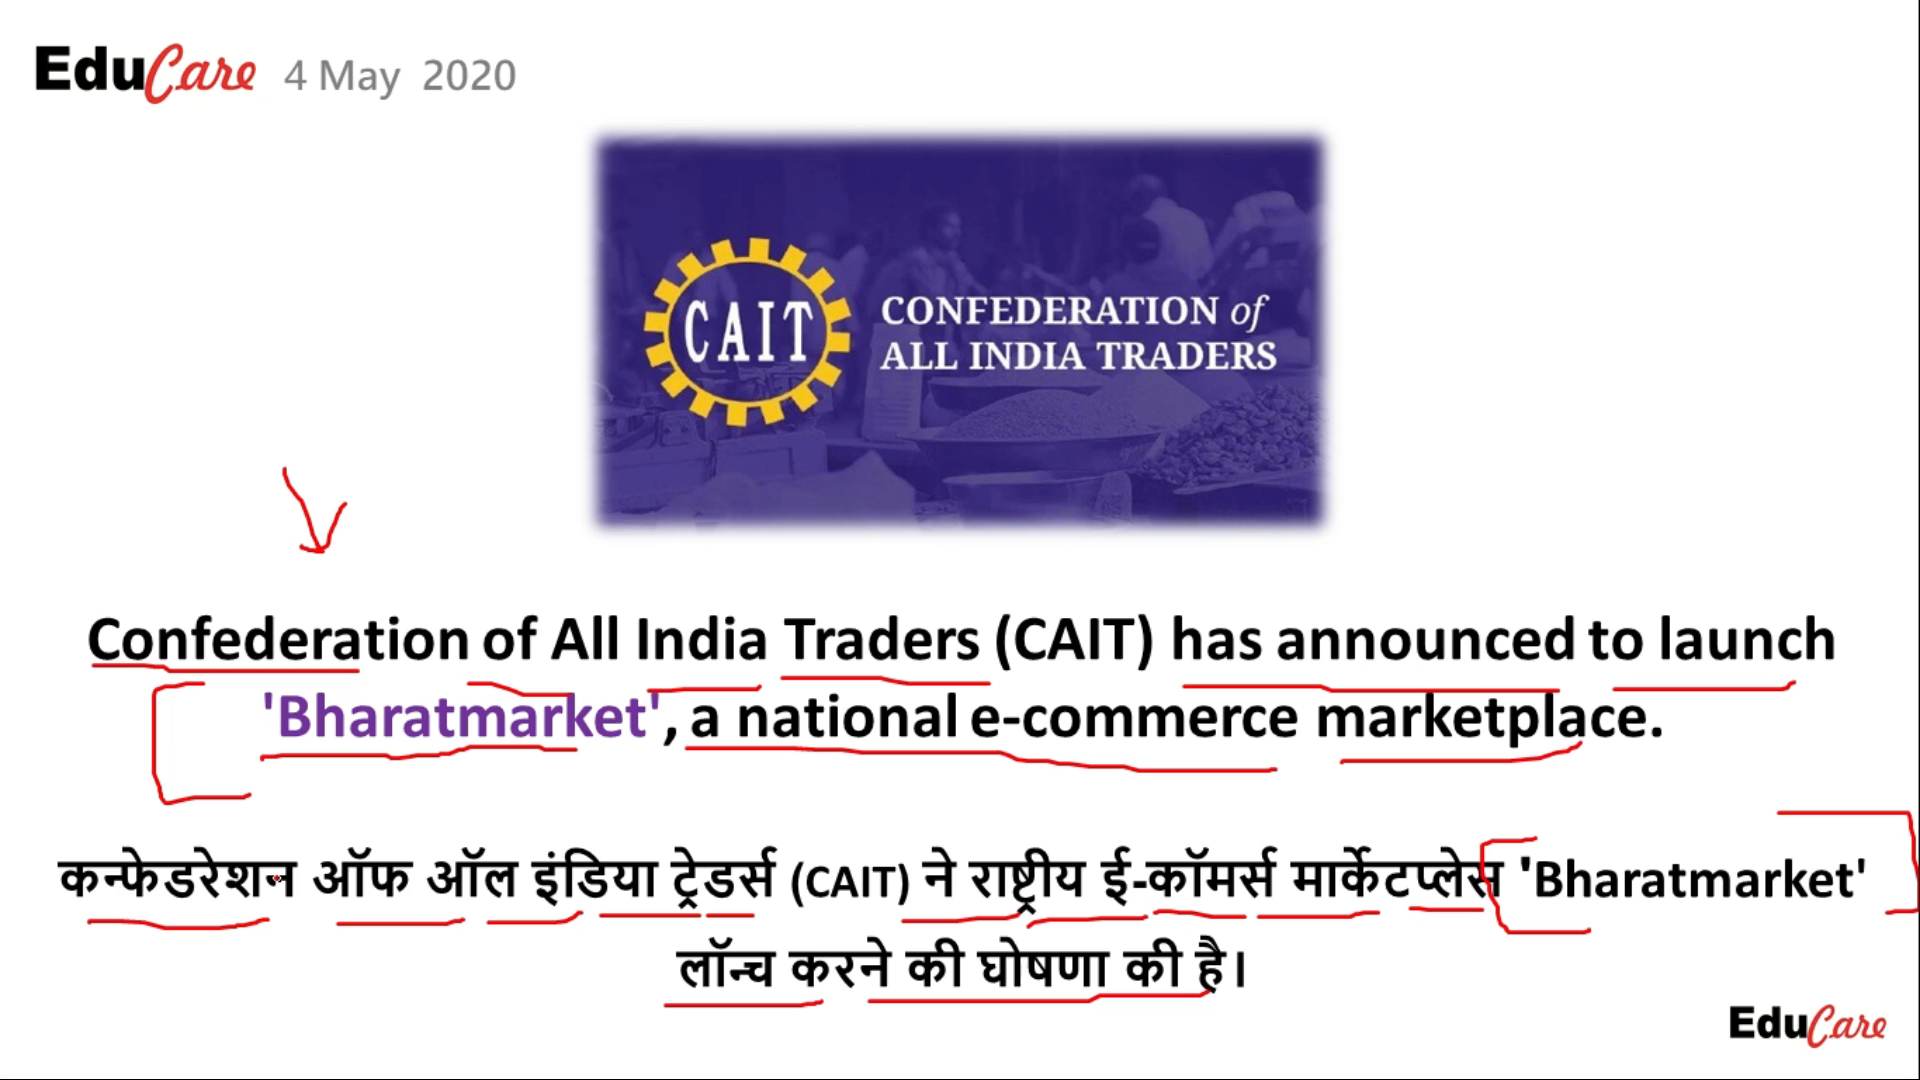 EduCare 4 May 2020
CAIT
CONFEDERATION of
ALL INDIA TRADERS
Confederation of All India Traders (CAIT) has announced to launch
'Bharatmarket', a national e-commerce marketplace.
कन्फेडरेशन ऑफ ऑल इंडिया ट्रेडर्स (CAIT) ने राष्ट्रीय ई-कॉमर्स मार्केटप्लेस 'Bharatmarket'
लॉन्च करने की घोषणा की है।
EduCare